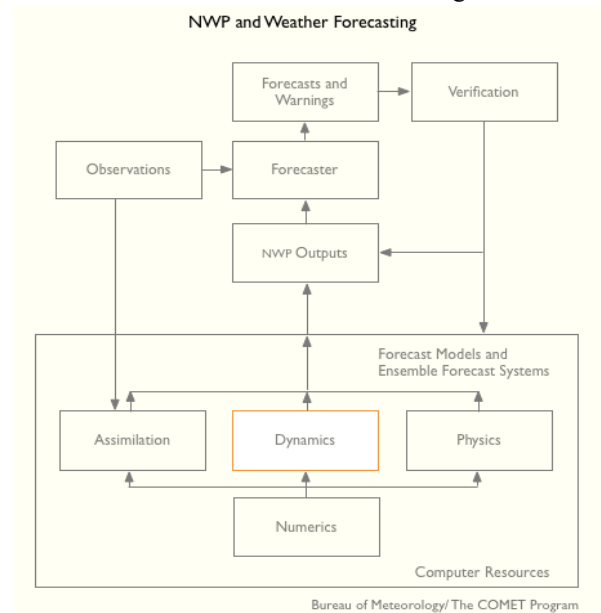 NWP and Weather Forecasting
Forecasts and
Warnings
Verification
Observations
Forecaster
NWP Outputs
Forecast Models and
Ensemble Forecast Systems
Assimilation
Dynamics
Physics
Numerics
Computer Resources
Bureau of Meteorology/ The COMET Program